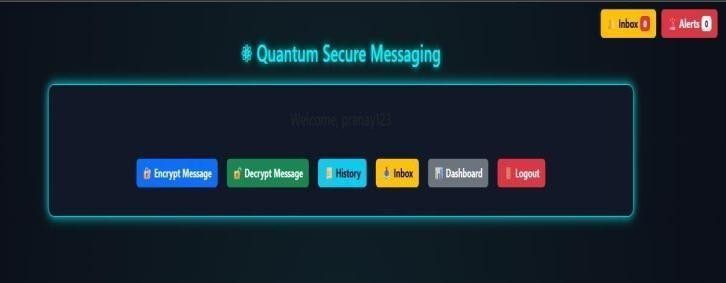 Inbox 0 Alerts 0
Quantum Secure Messaging
Welcome, pranay123
Encrypt Message Decrypt Message History Inbox Dashboard Logout